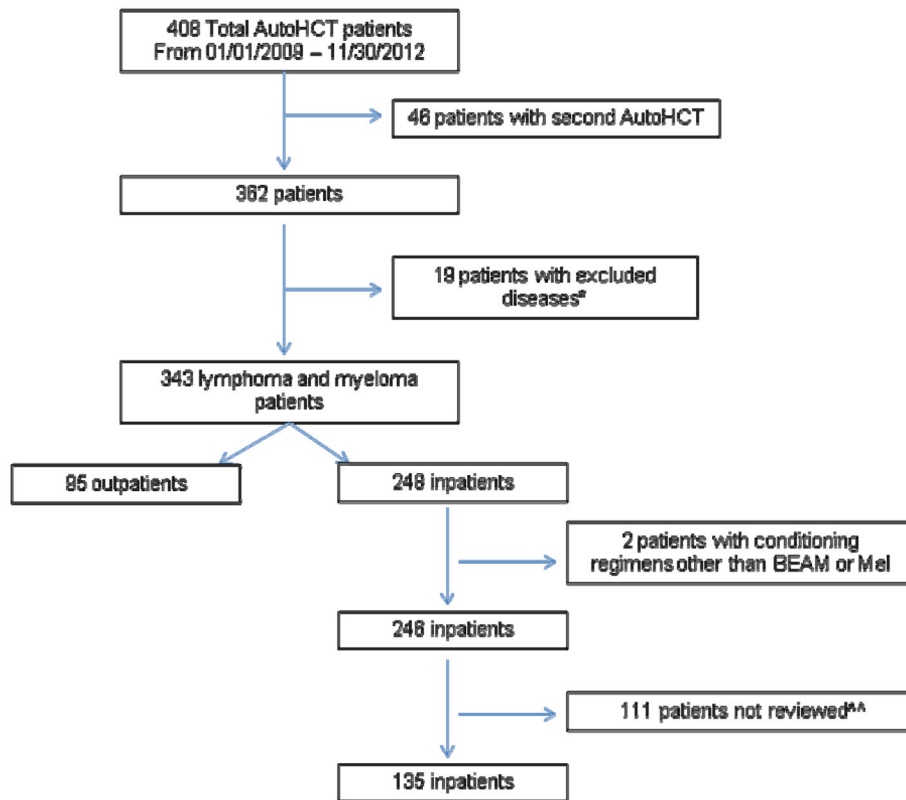 408 Total AutoHCT patients
From 01/01/2009 – 11/30/2012
46 patients with second AutoHCT
362 patients
19 patients with excluded
diseases*
343 lymphoma and myeloma
patients
95 outpatients
248 inpatients
2 patients with conditioning
regimens other than BEAM or Mel
246 inpatients
111 patients not reviewed^^
135 inpatients